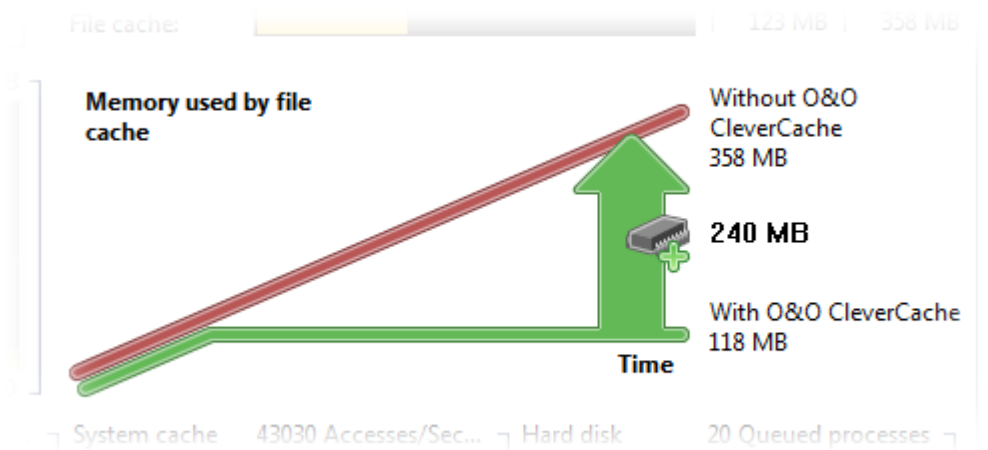 File cache: 123 MB 358 MB
Memory used by file
cache
Without O&O
CleverCache
358 MB
240 MB
With O&O CleverCache
118 MB
Time
System cache 43030 Accesses/Sec... Hard disk 20 Queued processes